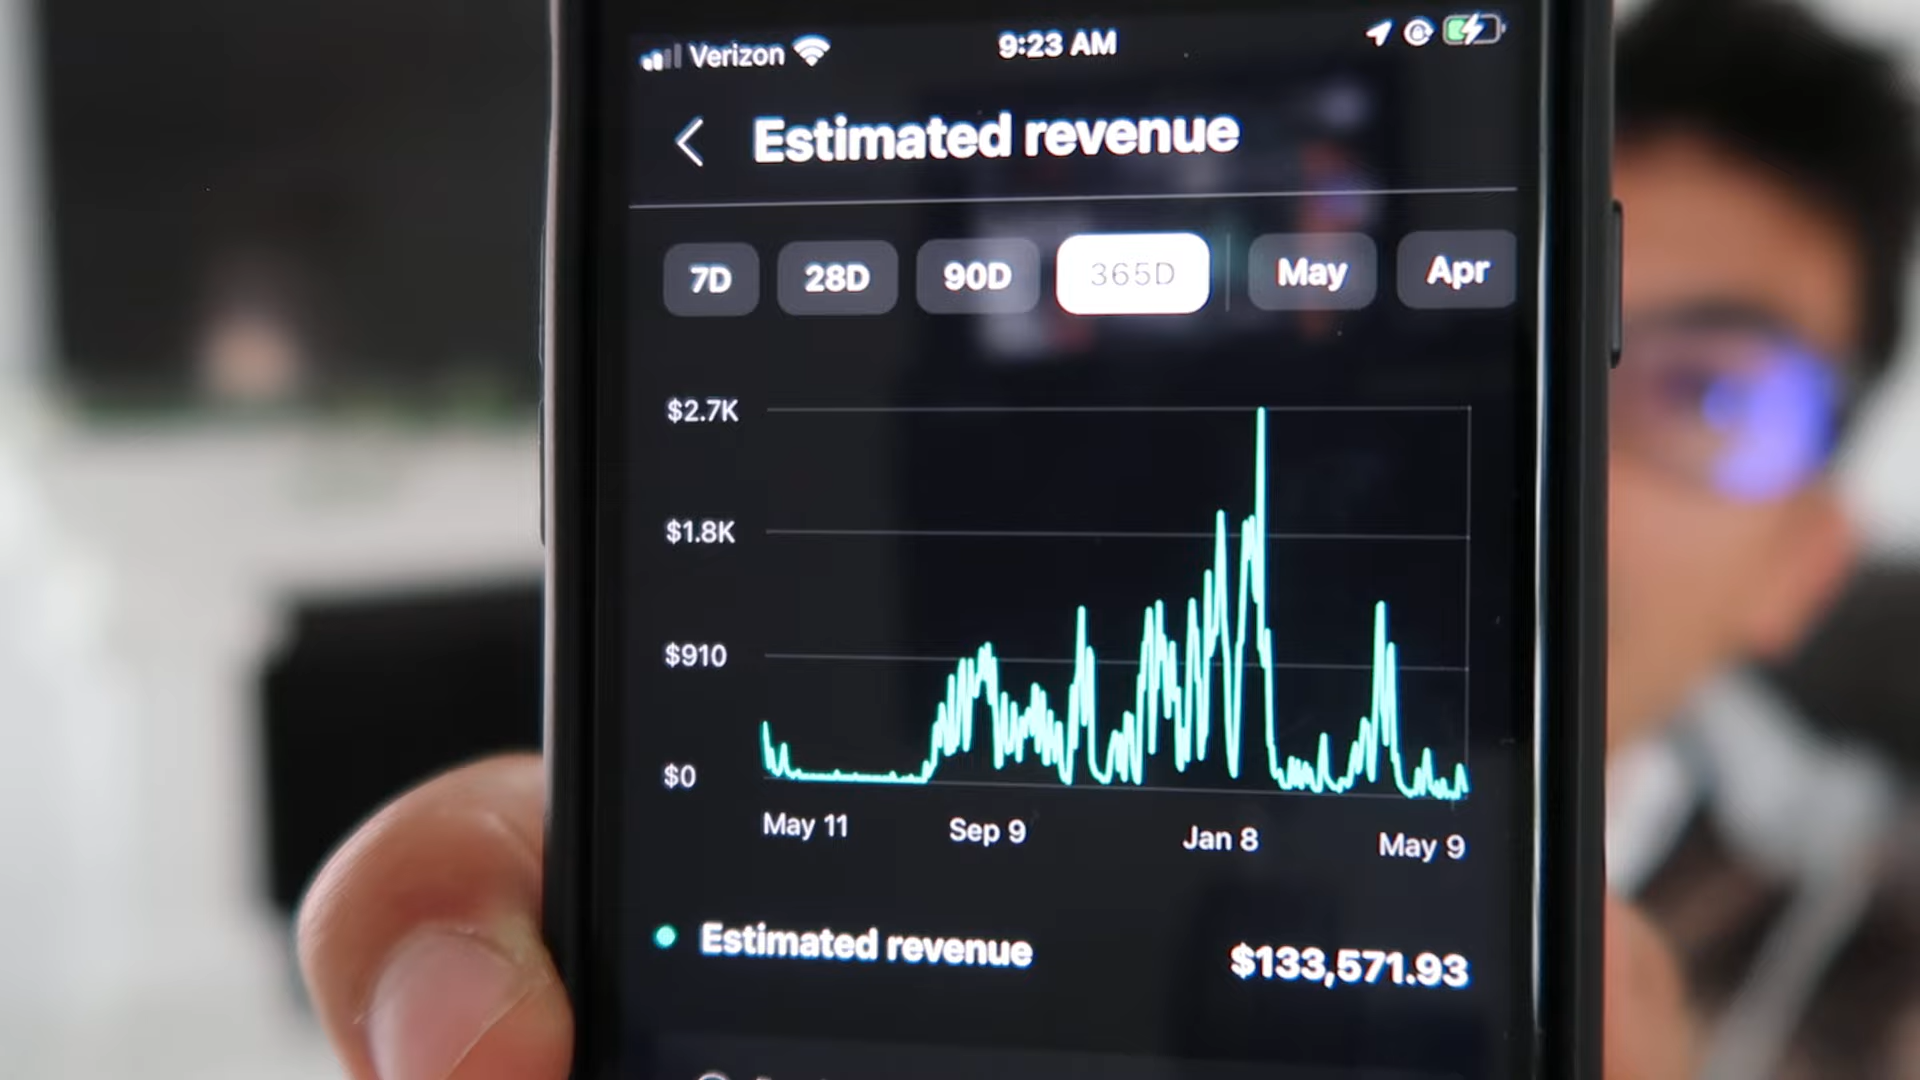 Verizon 9:23 AM
Estimated revenue
7D 28D 90D 365D May Apr
$2.7K
$1.8K
$910
$0
May 11 Sep 9 Jan 8 May 9
Estimated revenue $133,571.93